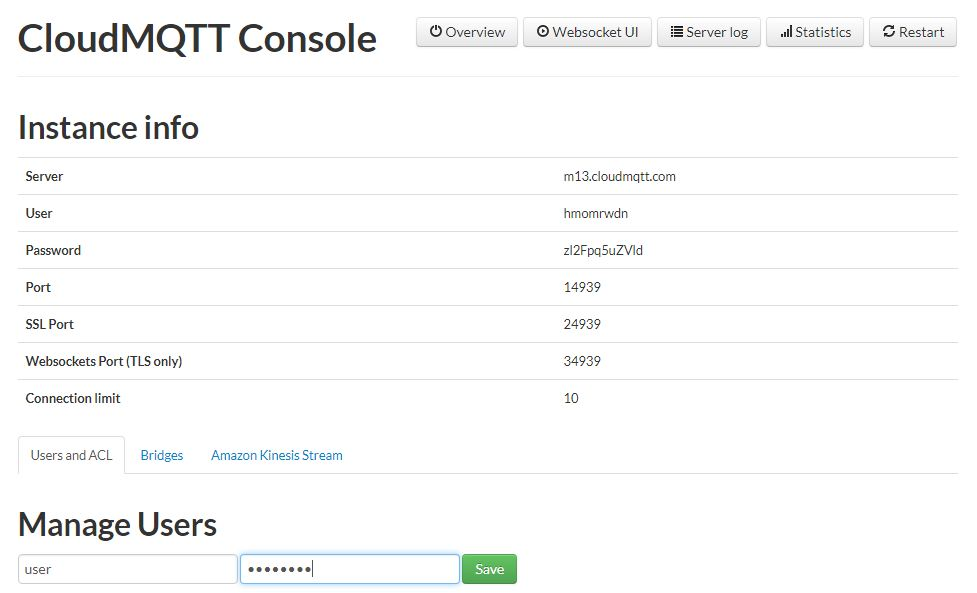 CloudMQTT Console
Overview
Websocket UI
Server log
Statistics
Restart
Instance info
Server m13.cloudmqtt.com
User hmomrwdn
Password zl2Fpq5uZVld
Port 14939
SSL Port 24939
Websockets Port (TLS only) 34939
Connection limit 10
Users and ACL Bridges Amazon Kinesis Stream
Manage Users
user •••••••• Save